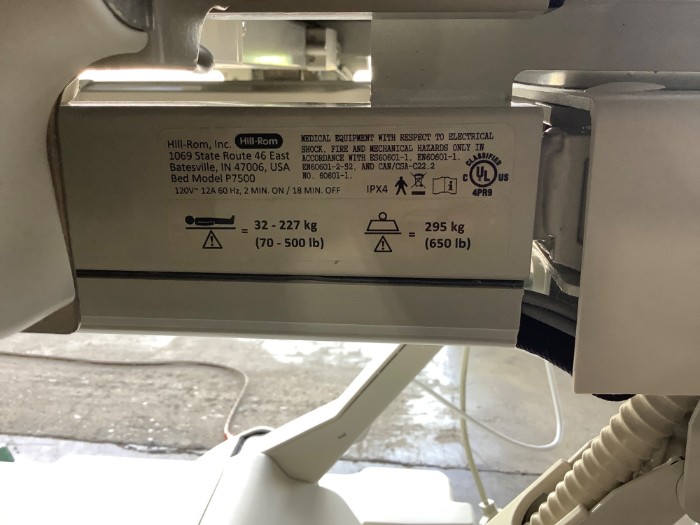 Hill-Rom, Inc. Hill-Rom
1069 State Route 46 East
Batesville, IN 47006, USA
Bed Model P7500
120V~ 12A 60 Hz, 2 MIN. ON / 18 MIN. OFF
MEDICAL EQUIPMENT WITH RESPECT TO ELECTRICAL
SHOCK, FIRE AND MECHANICAL HAZARDS ONLY IN
ACCORDANCE WITH ES60601-1, EN60601-1,
EN60601-2-52, AND CAN/CSA-C22.2
NO. 60601-1.
IPX4
CLASSIFIED
C UL US
4PR9
= 32 - 227 kg
(70 - 500 lb)
= 295 kg
(650 lb)